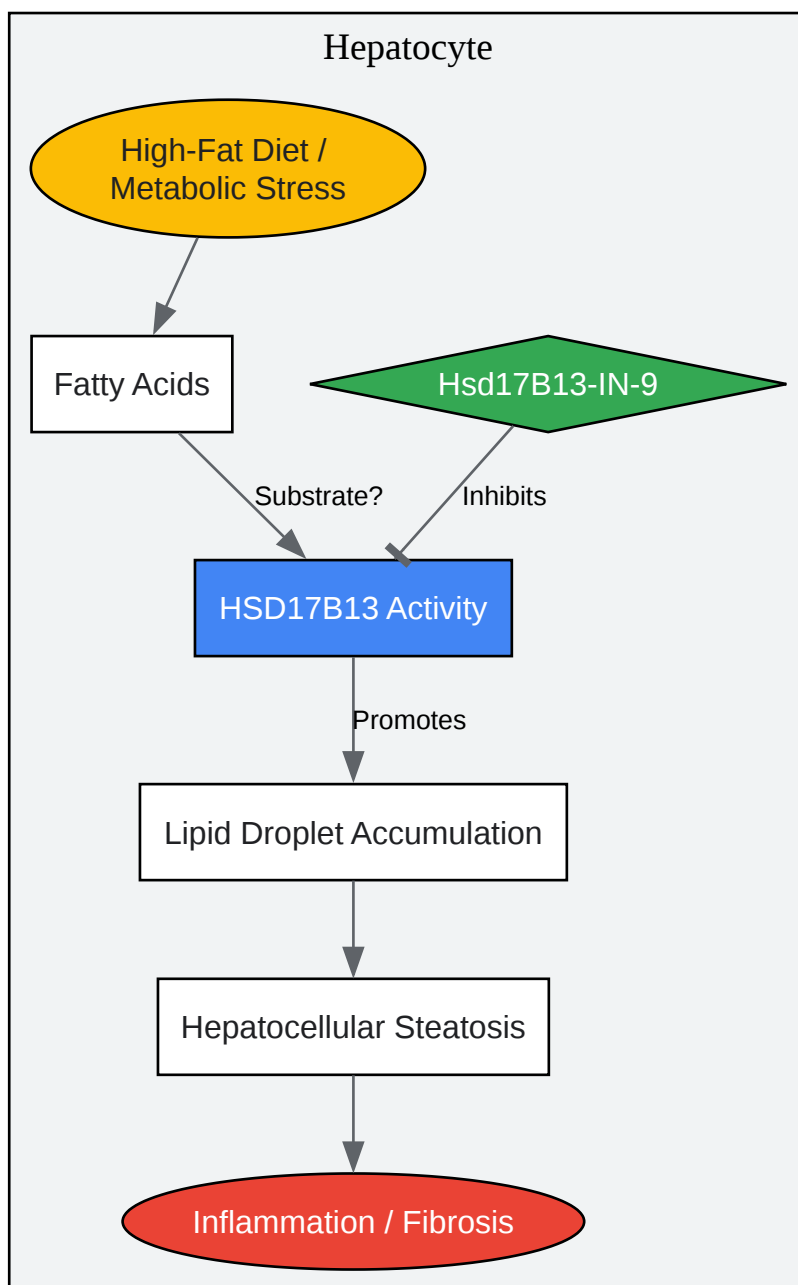 Hepatocyte
High-Fat Diet /
Metabolic Stress
Fatty Acids
Hsd17B13-IN-9
Substrate?
Inhibits
HSD17B13 Activity
Promotes
Lipid Droplet Accumulation
Hepatocellular Steatosis
Inflammation / Fibrosis